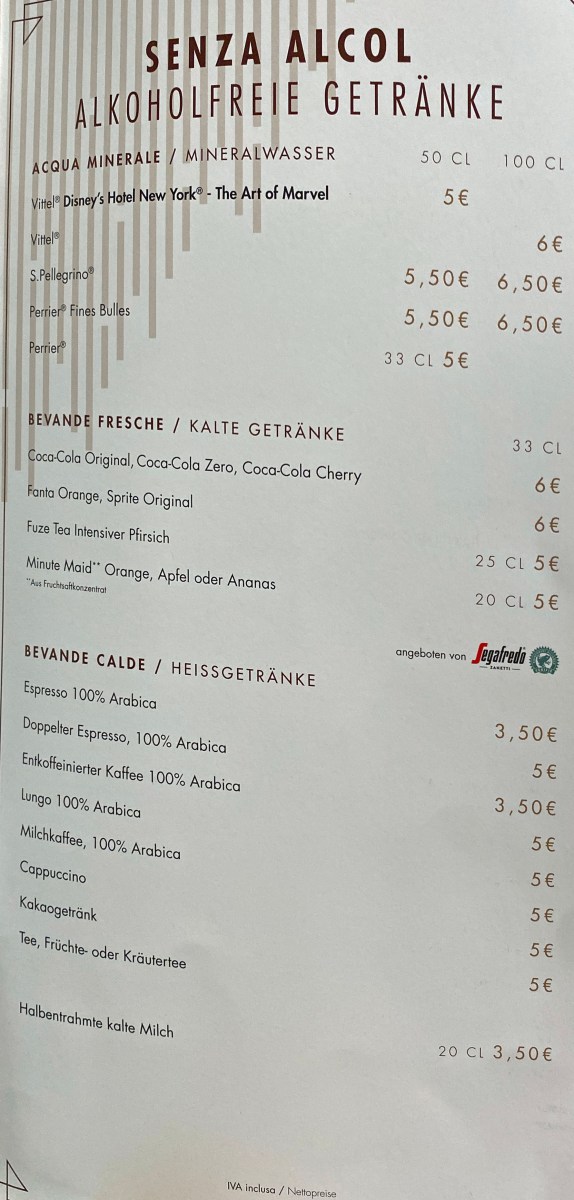 SENZA ALCOL
ALKOHOLFREIE GETRÄNKE
ACQUA MINERALE / MINERALWASSER 50 CL 100 CL
Vittel® Disney's Hotel New York® - The Art of Marvel 5€
Vittel® 6€
S.Pellegrino® 5,50€ 6,50€
Perrier® Fines Bulles 5,50€ 6,50€
Perrier® 33 CL 5€
BEVANDE FRESCHE / KALTE GETRÄNKE 33 CL
Coca-Cola Original, Coca-Cola Zero, Coca-Cola Cherry 6€
Fanta Orange, Sprite Original 6€
Fuze Tea Intensiver Pfirsich 25 CL 5€
Minute Maid** Orange, Apfel oder Ananas 20 CL 5€
**Aus Fruchtsaftkonzentrat
BEVANDE CALDE / HEISSGETRÄNKE angeboten von Segafredo ZANETTI
Espresso 100% Arabica 3,50€
Doppelter Espresso, 100% Arabica 5€
Entkoffeinierter Kaffee 100% Arabica 3,50€
Lungo 100% Arabica 5€
Milchkaffee, 100% Arabica 5€
Cappuccino 5€
Kakaogetränk 5€
Tee, Früchte- oder Kräutertee 5€
Halbentrahmte kalte Milch 20 CL 3,50€
IVA inclusa / Nettopreise